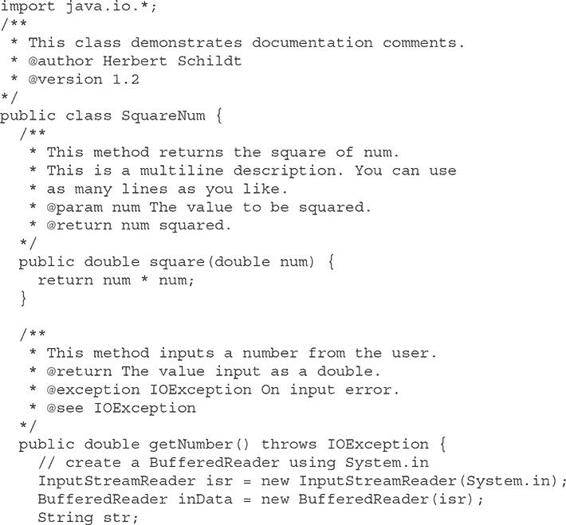 import java.io.*;
/**
 * This class demonstrates documentation comments.
 * @author Herbert Schildt
 * @version 1.2
*/
public class SquareNum {
  /**
   * This method returns the square of num.
   * This is a multiline description. You can use
   * as many lines as you like.
   * @param num The value to be squared.
   * @return num squared.
  */
  public double square(double num) {
    return num * num;
  }

  /**
   * This method inputs a number from the user.
   * @return The value input as a double.
   * @exception IOException On input error.
   * @see IOException
  */
  public double getNumber() throws IOException {
    // create a BufferedReader using System.in
    InputStreamReader isr = new InputStreamReader(System.in);
    BufferedReader inData = new BufferedReader(isr);
    String str;